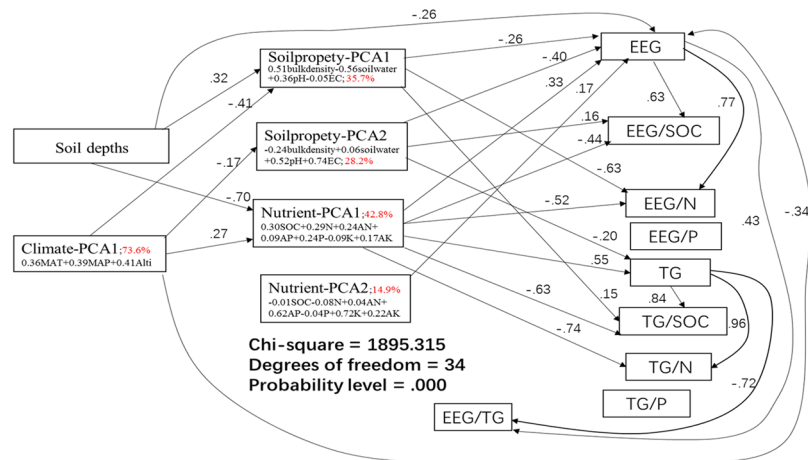 -.26
EEG
-.26
Soilpropety-PCA1
0.51bulkdensity-0.56soilwater
+0.36pH-0.05EC;35.7%
.32
-.40
.33
.17
.63
.77
-.41
Soil depths
Soilpropety-PCA2
-0.24bulkdensity+0.06soilwater
+0.52pH+0.74EC;28.2%
.16
-.44
EEG/SOC
-.17
-.63
-.70
-.52
EEG/N
-.34
Nutrient-PCA1;42.8%
0.30SOC+0.29N+0.24AN+
0.09AP+0.24P-0.09K+0.17AK
.27
.43
EEG/P
-.20
Climate-PCA1;73.6%
0.36MAT+0.39MAP+0.41Alti
.55
TG
Nutrient-PCA2;14.9%
-0.01SOC-0.08N+0.04AN+
0.62AP-0.04P+0.72K+0.22AK
-.63
.15
.84
TG/SOC
-.74
.96
Chi-square = 1895.315
Degrees of freedom = 34
Probability level = .000
TG/N
-.72
TG/P
EEG/TG